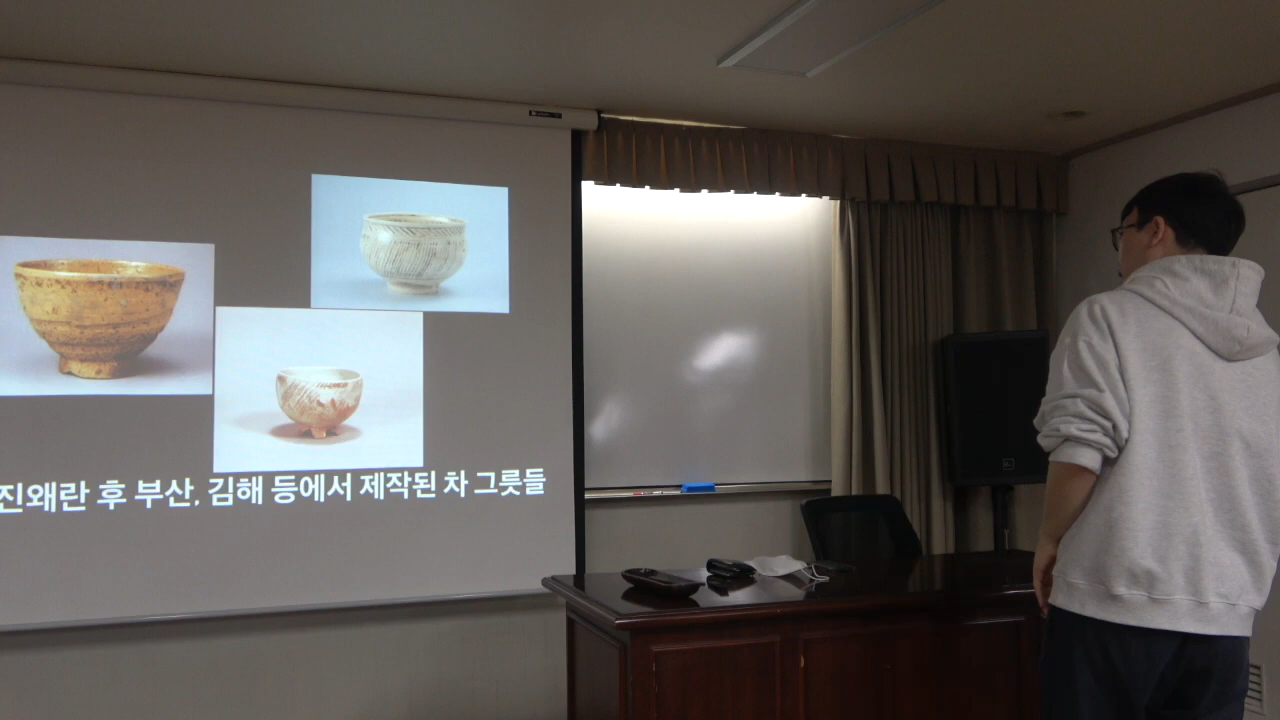 진왜란 후 부산, 김해 등에서 제작된 차 그릇들